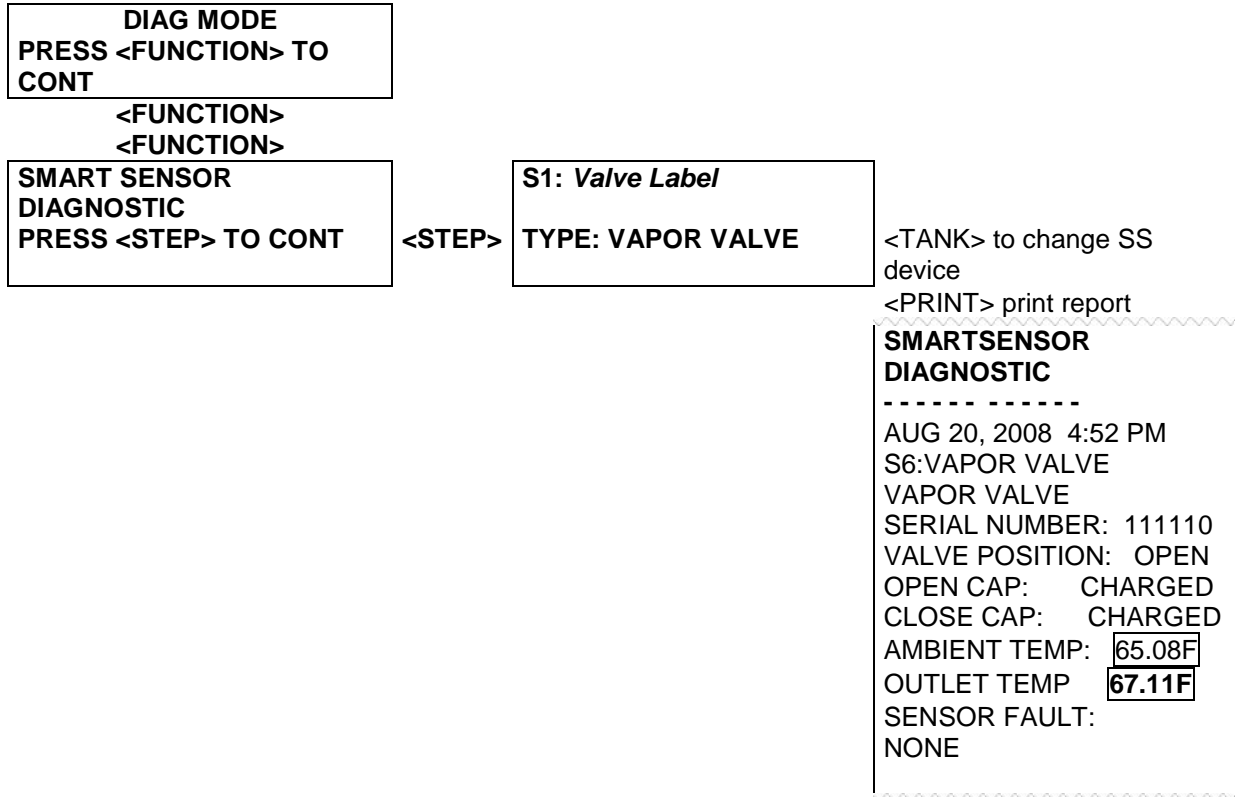 DIAG MODE
PRESS <FUNCTION> TO
CONT
<FUNCTION>
<FUNCTION>
SMART SENSOR
DIAGNOSTIC
PRESS <STEP> TO CONT
<STEP>
S1: Valve Label
TYPE: VAPOR VALVE
<TANK> to change SS
device
<PRINT> print report
SMARTSENSOR
DIAGNOSTIC
- - - - - - - - - - - -
AUG 20, 2008 4:52 PM
S6:VAPOR VALVE
VAPOR VALVE
SERIAL NUMBER: 111110
VALVE POSITION: OPEN
OPEN CAP: CHARGED
CLOSE CAP: CHARGED
AMBIENT TEMP: 65.08F
OUTLET TEMP 67.11F
SENSOR FAULT:
NONE